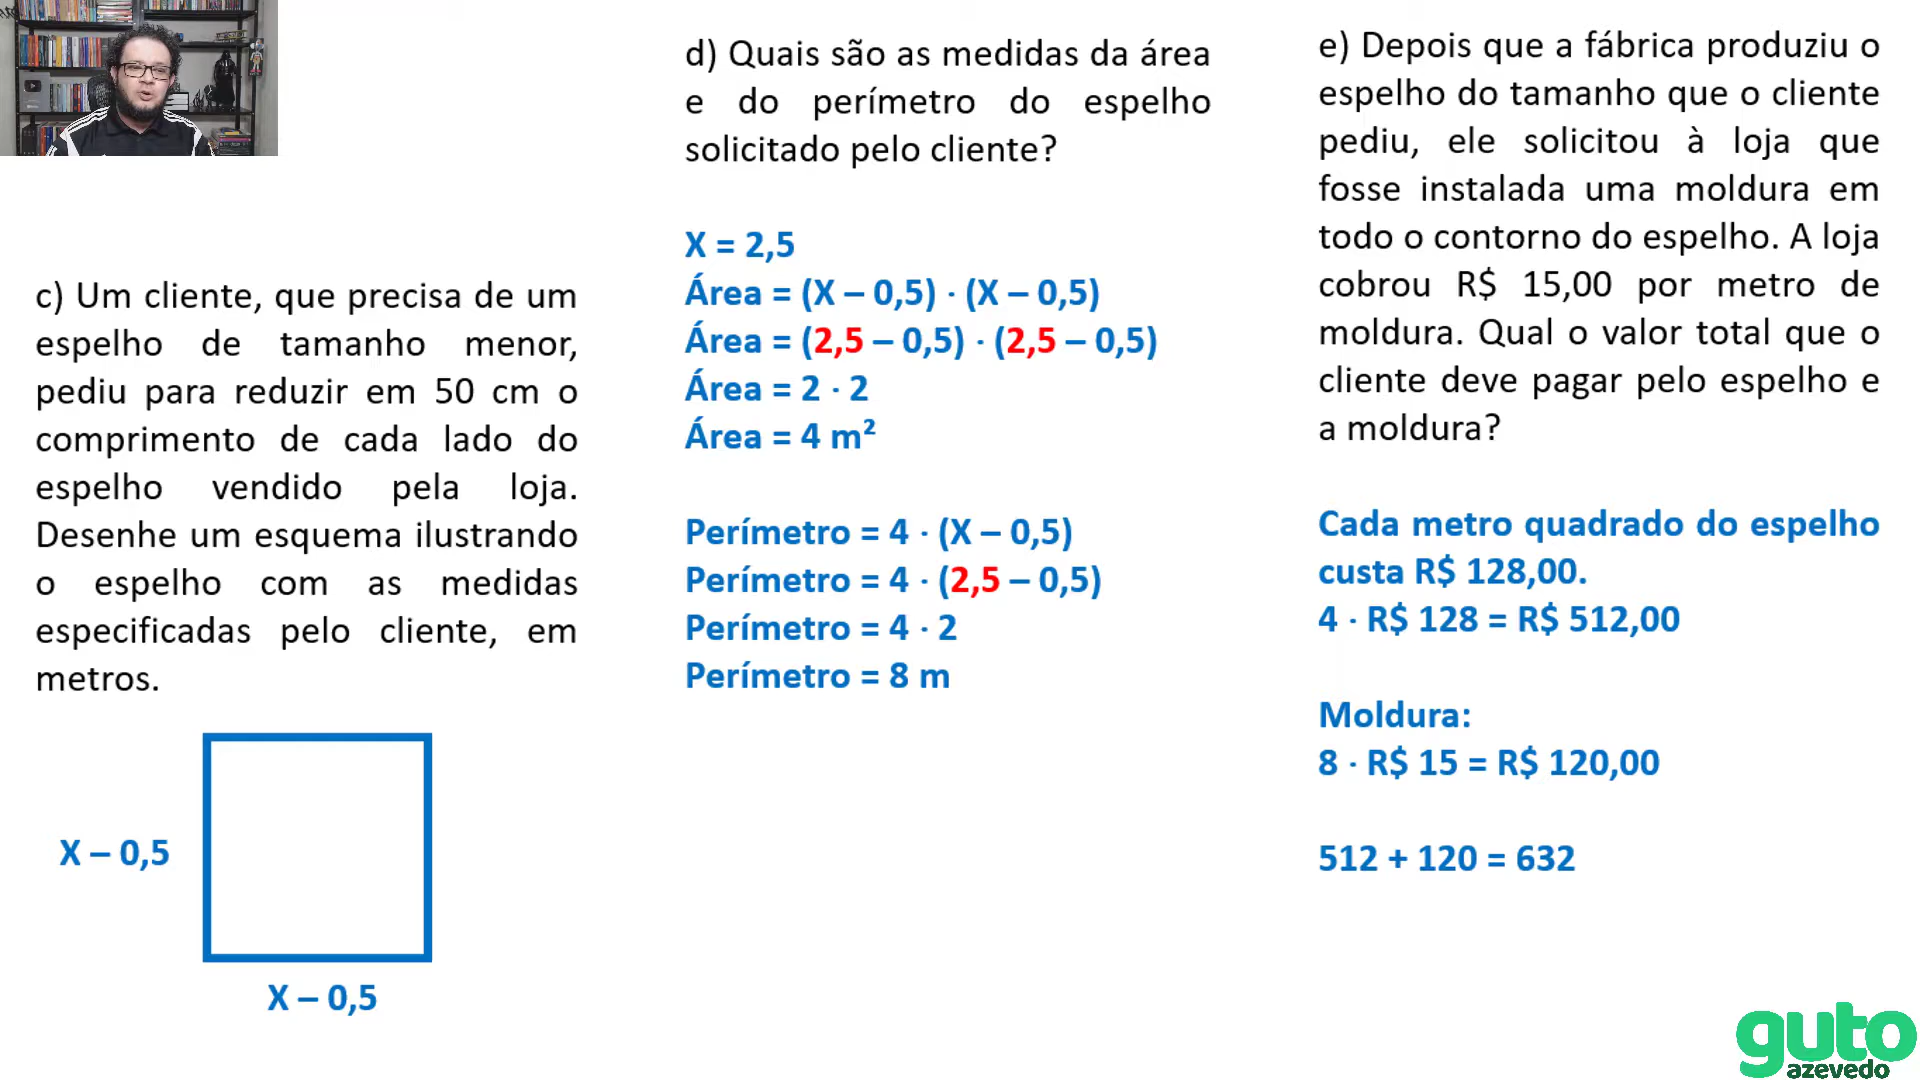 c) Um cliente, que precisa de um
espelho de tamanho menor,
pediu para reduzir em 50 cm o
comprimento de cada lado do
espelho vendido pela loja.
Desenhe um esquema ilustrando
o espelho com as medidas
especificadas pelo cliente, em
metros.
X – 0,5
X – 0,5
d) Quais são as medidas da área
e do perímetro do espelho
solicitado pelo cliente?
X = 2,5
Área = (X – 0,5) · (X – 0,5)
Área = (2,5 – 0,5) · (2,5 – 0,5)
Área = 2 · 2
Área = 4 m²
Perímetro = 4 · (X – 0,5)
Perímetro = 4 · (2,5 – 0,5)
Perímetro = 4 · 2
Perímetro = 8 m
e) Depois que a fábrica produziu o
espelho do tamanho que o cliente
pediu, ele solicitou à loja que
fosse instalada uma moldura em
todo o contorno do espelho. A loja
cobrou R$ 15,00 por metro de
moldura. Qual o valor total que o
cliente deve pagar pelo espelho e
a moldura?
Cada metro quadrado do espelho
custa R$ 128,00.
4 · R$ 128 = R$ 512,00
Moldura:
8 · R$ 15 = R$ 120,00
512 + 120 = 632
guto
azevedo